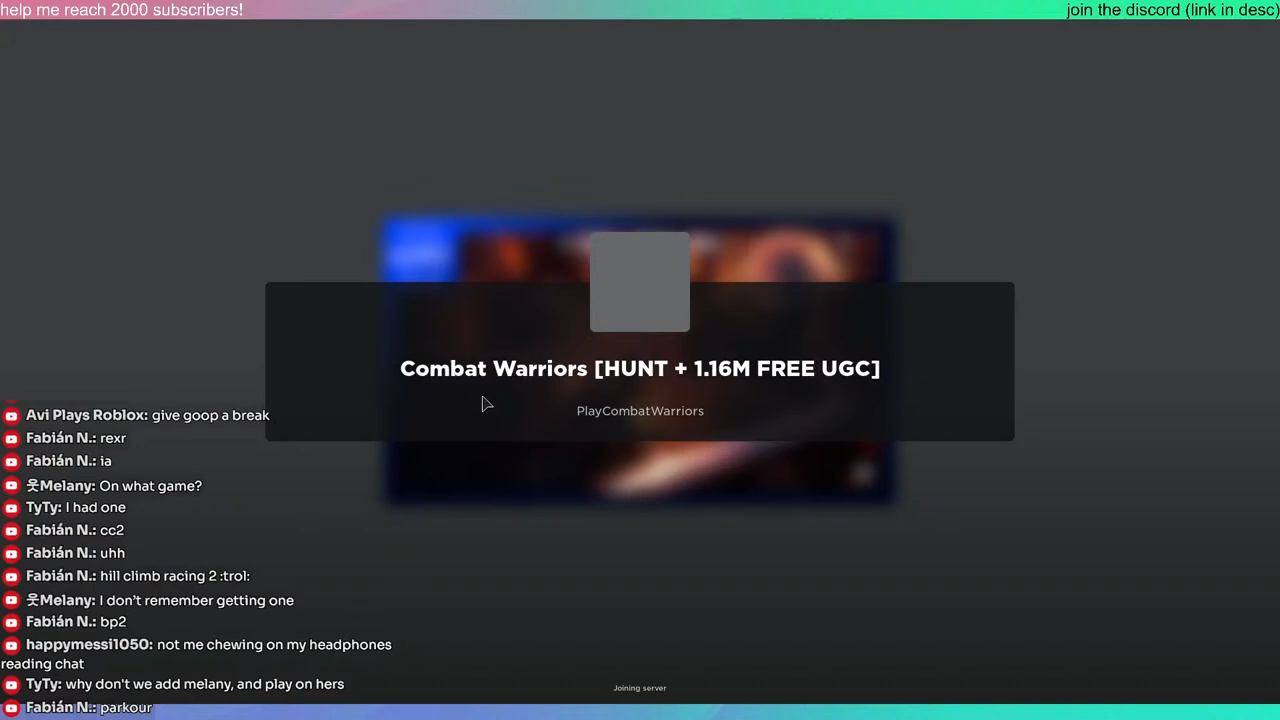 help me reach 2000 subscribers!
join the discord (link in desc)
Combat Warriors [HUNT + 1.16M FREE UGC]
PlayCombatWarriors
Avi Plays Roblox: give goop a break
Fabián N.: rexr
Fabián N.: ia
웃Melany: On what game?
TyTy: I had one
Fabián N.: cc2
Fabián N.: uhh
Fabián N.: hill climb racing 2 :trol:
웃Melany: I don't remember getting one
Fabián N.: bp2
happymessi1050: not me chewing on my headphones
reading chat
TyTy: why don't we add melany, and play on hers
Fabián N.: parkour
Joining server